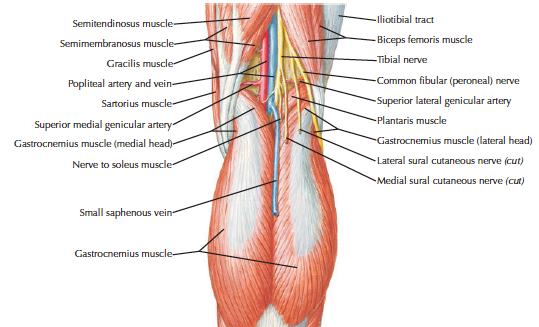 Semitendinosus muscle
Semimembranosus muscle
Gracilis muscle
Popliteal artery and vein
Sartorius muscle
Superior medial genicular artery
Gastrocnemius muscle (medial head)
Nerve to soleus muscle
Small saphenous vein
Gastrocnemius muscle
Iliotibial tract
Biceps femoris muscle
Tibial nerve
Common fibular (peroneal) nerve
Superior lateral genicular artery
Plantaris muscle
Gastrocnemius muscle (lateral head)
Lateral sural cutaneous nerve (cut)
Medial sural cutaneous nerve (cut)